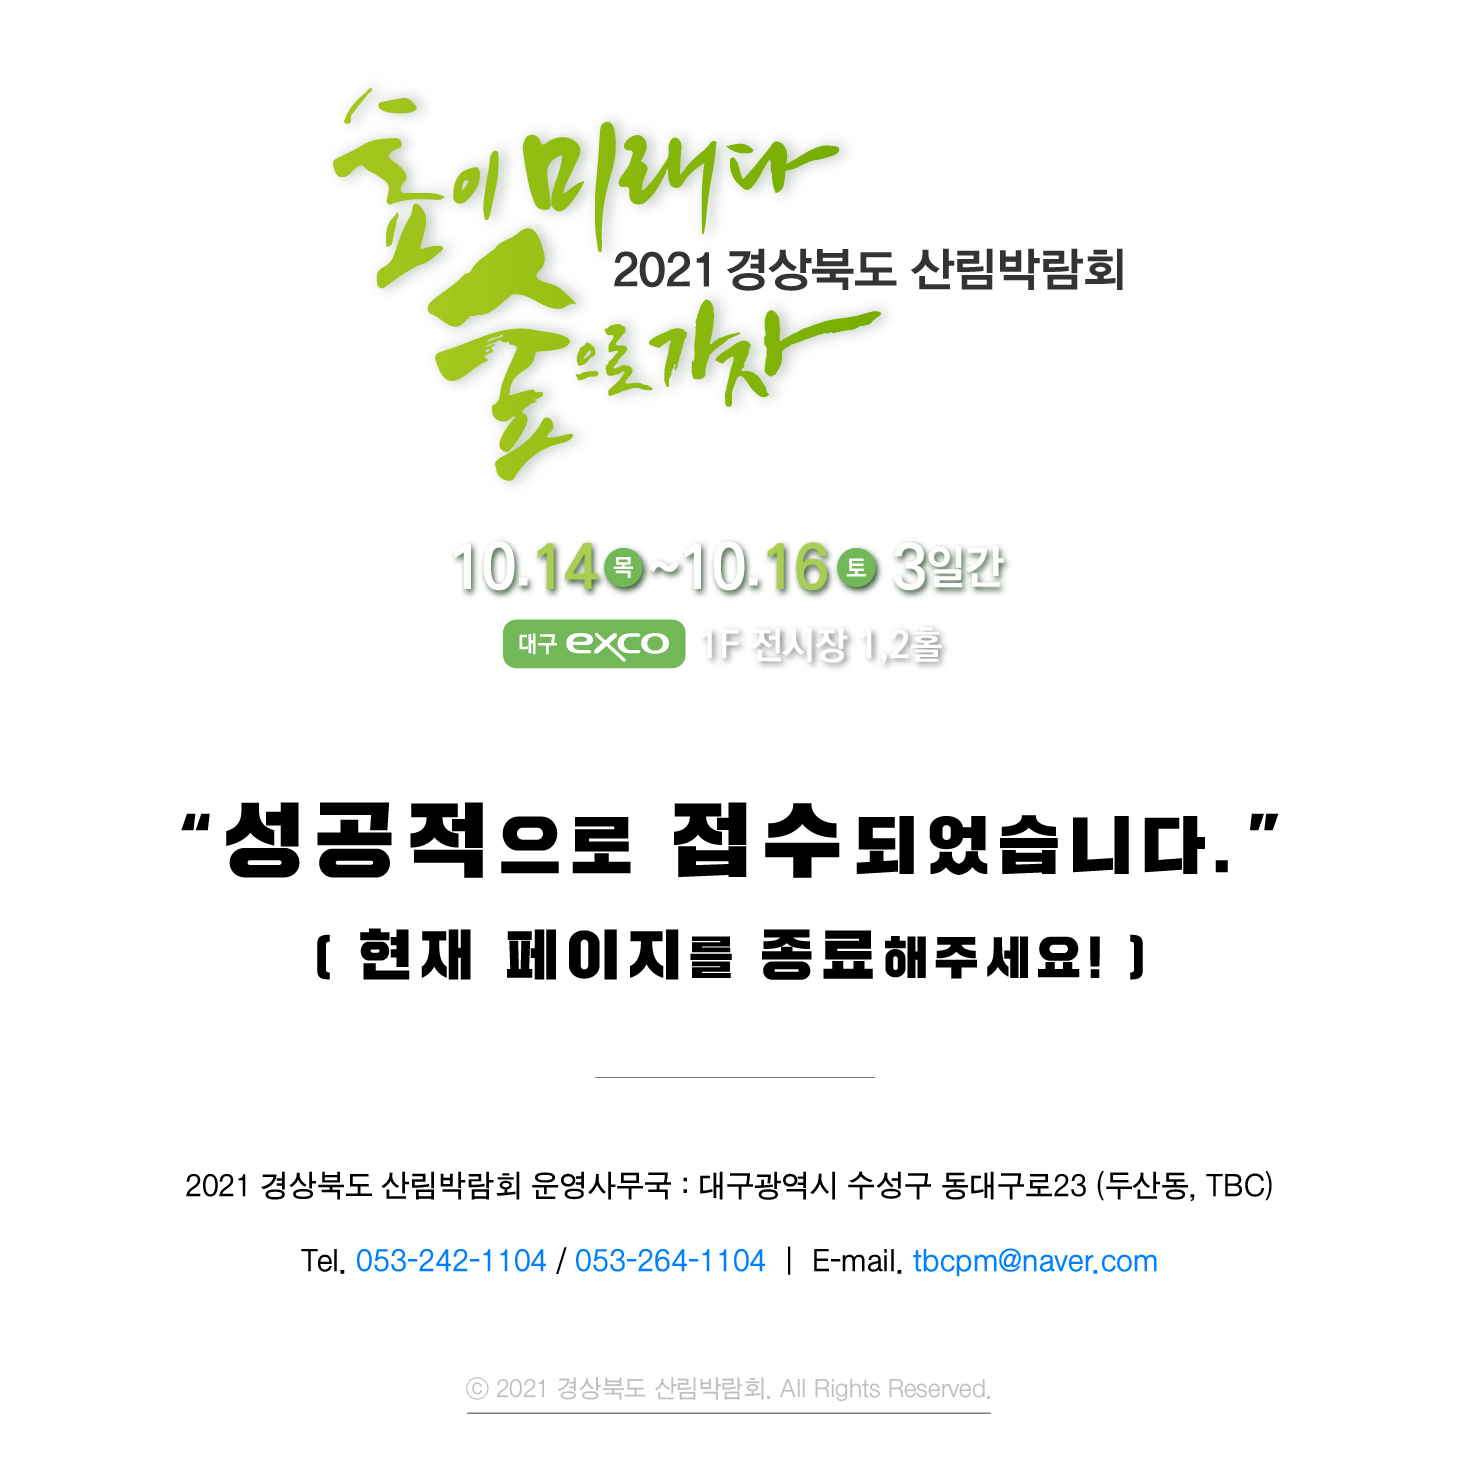 숲이 미래다
2021 경상북도 산림박람회
숲으로 가자
10.14 목 ~10.16 토 3일간
대구 exco 1F 전시장 1,2홀
“성공적으로 접수되었습니다.”
( 현재 페이지를 종료해주세요! )
2021 경상북도 산림박람회 운영사무국 : 대구광역시 수성구 동대구로23 (두산동, TBC)
Tel. 053-242-1104 / 053-264-1104 | E-mail. tbcpm@naver.com
ⓒ 2021 경상북도 산림박람회. All Rights Reserved.